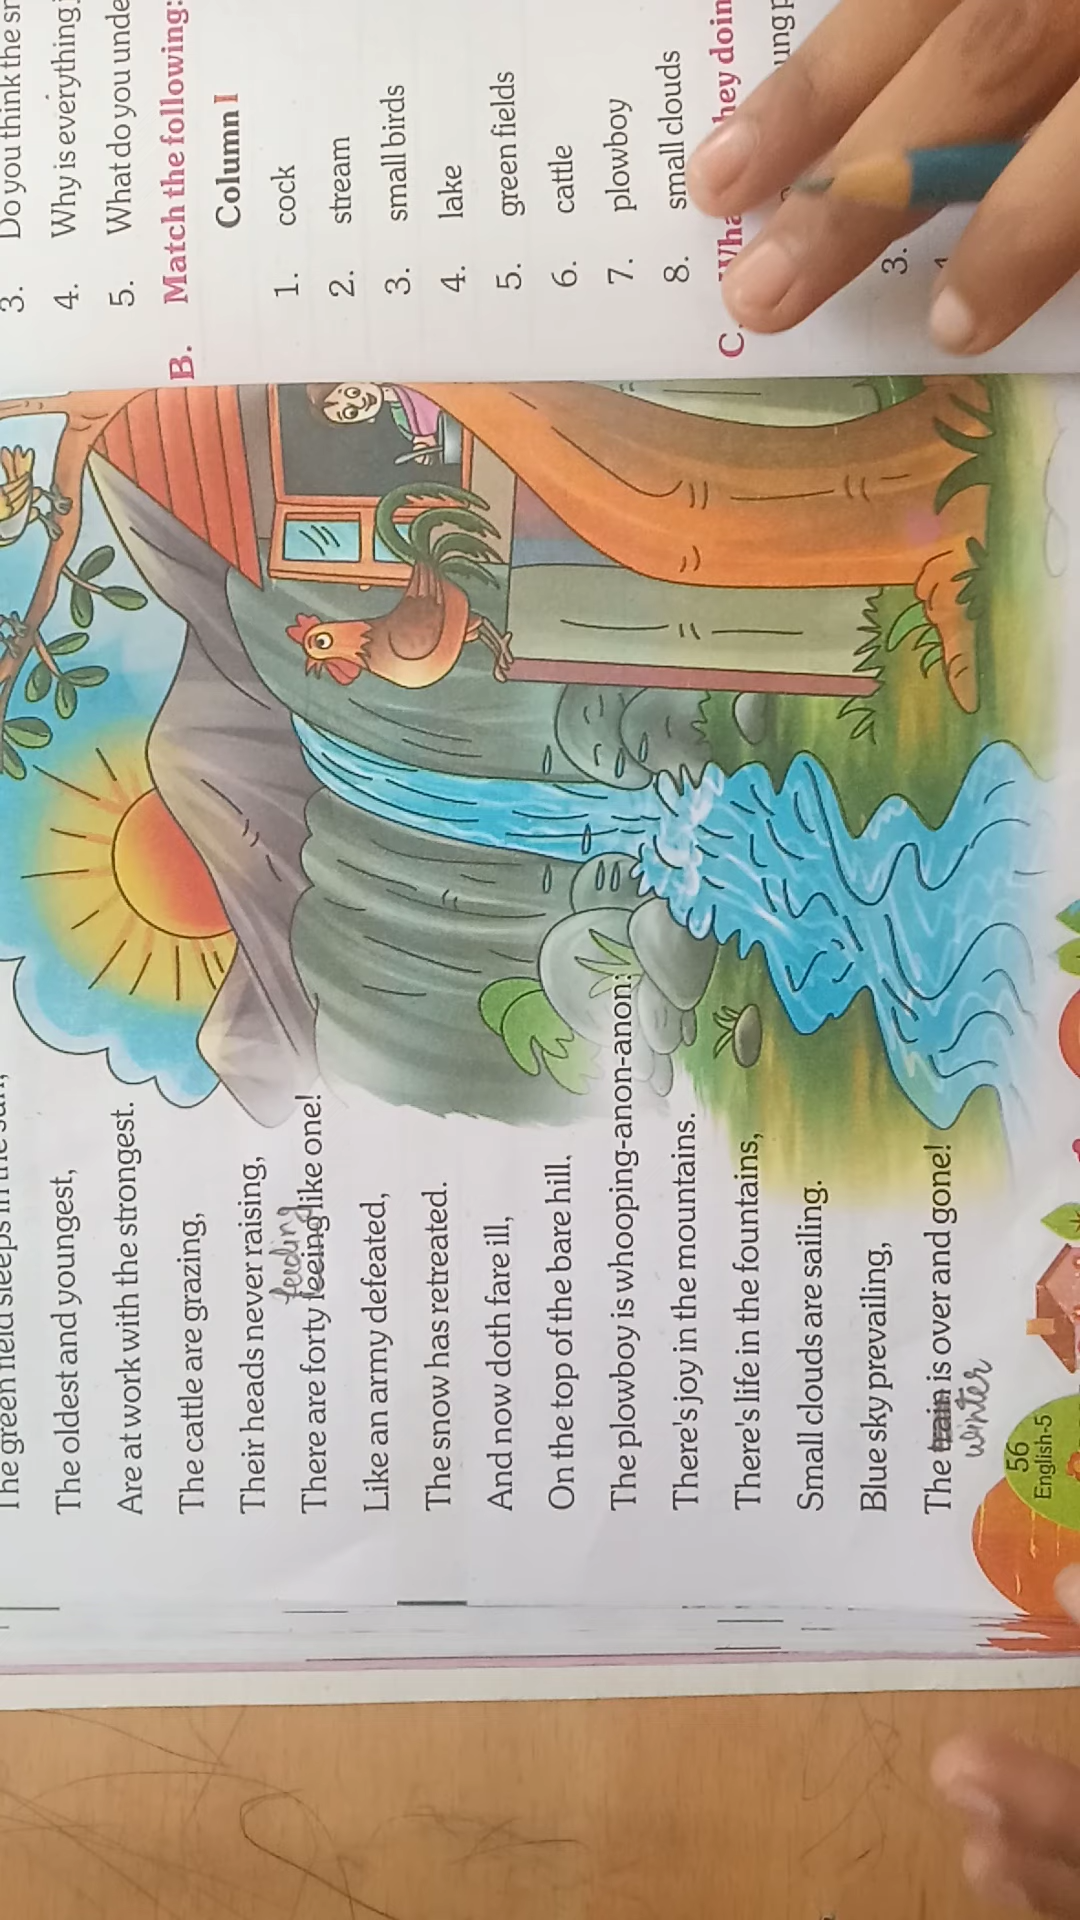 The green field sleeps in the sun,
The oldest and youngest,
Are at work with the strongest.
The cattle are grazing,
Their heads never raising,
feeding
There are forty feeing like one!
Like an army defeated,
The snow has retreated.
And now doth fare ill,
On the top of the bare hill.
The plowboy is whooping-anon-anon:
There's joy in the mountains.
There's life in the fountains,
Small clouds are sailing.
Blue sky prevailing,
The train is over and gone!
winter
56
English-5
3. Do you think the
4. Why is everything
5. What do you unde
B. Match the following:
Column I
1. cock
2. stream
3. small birds
4. lake
5. green fields
6. cattle
7. plowboy
8. small clouds
C. Wha hey doin
ung
3.